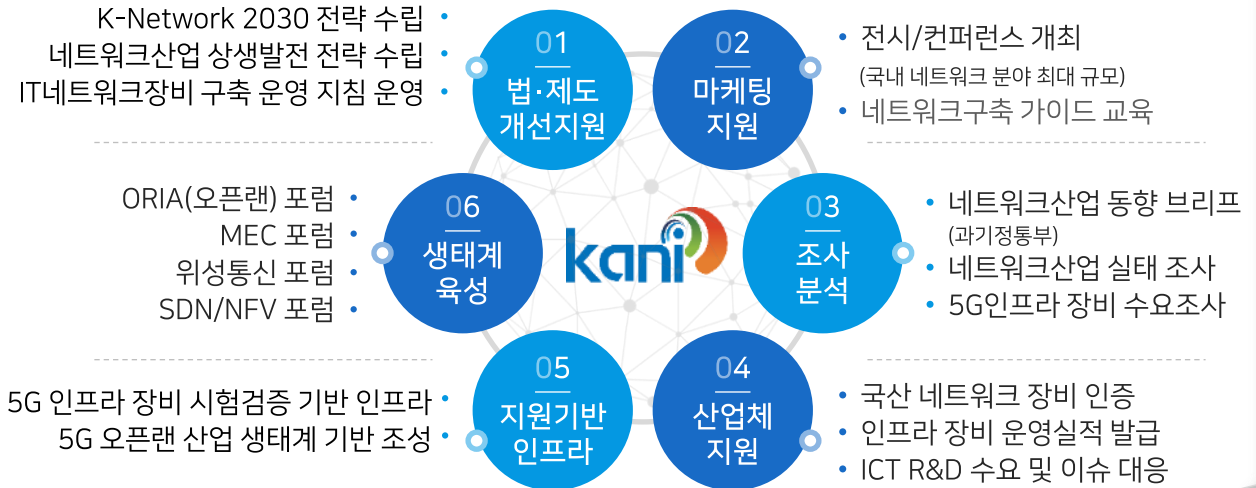 K-Network 2030 전략 수립 •
네트워크산업 상생발전 전략 수립 •
IT네트워크장비 구축 운영 지침 운영 •
01
법·제도
개선지원
02
마케팅
지원
• 전시/컨퍼런스 개최
(국내 네트워크 분야 최대 규모)
• 네트워크구축 가이드 교육
ORIA(오픈랜) 포럼 •
MEC 포럼 •
위성통신 포럼 •
SDN/NFV 포럼 •
06
생태계
육성
kani
03
조사
분석
• 네트워크산업 동향 브리프
(과기정통부)
• 네트워크산업 실태 조사
• 5G인프라 장비 수요조사
5G 인프라 장비 시험검증 기반 인프라 •
5G 오픈랜 산업 생태계 기반 조성 •
05
지원기반
인프라
04
산업체
지원
• 국산 네트워크 장비 인증
• 인프라 장비 운영실적 발급
• ICT R&D 수요 및 이슈 대응